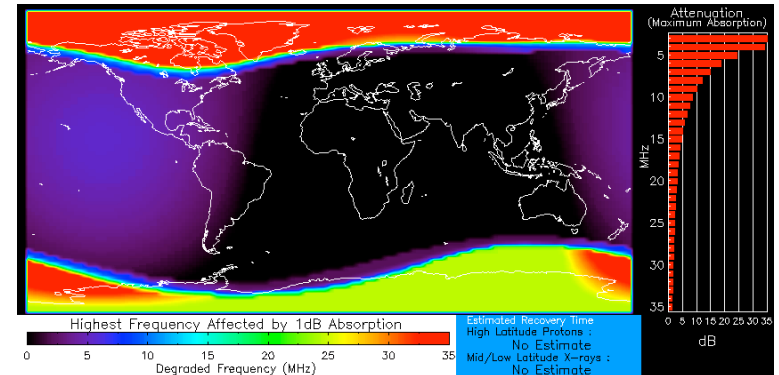 Attenuation
(Maximum Absorption)
5
10
15
20
25
30
35
MHz
0 5 10 15 20 25 30 35
dB
Highest Frequency Affected by 1dB Absorption
0 5 10 15 20 25 30 35
Degraded Frequency (MHz)
Estimated Recovery Time
High Latitude Protons :
No Estimate
Mid/Low Latitude X-rays :
No Estimate